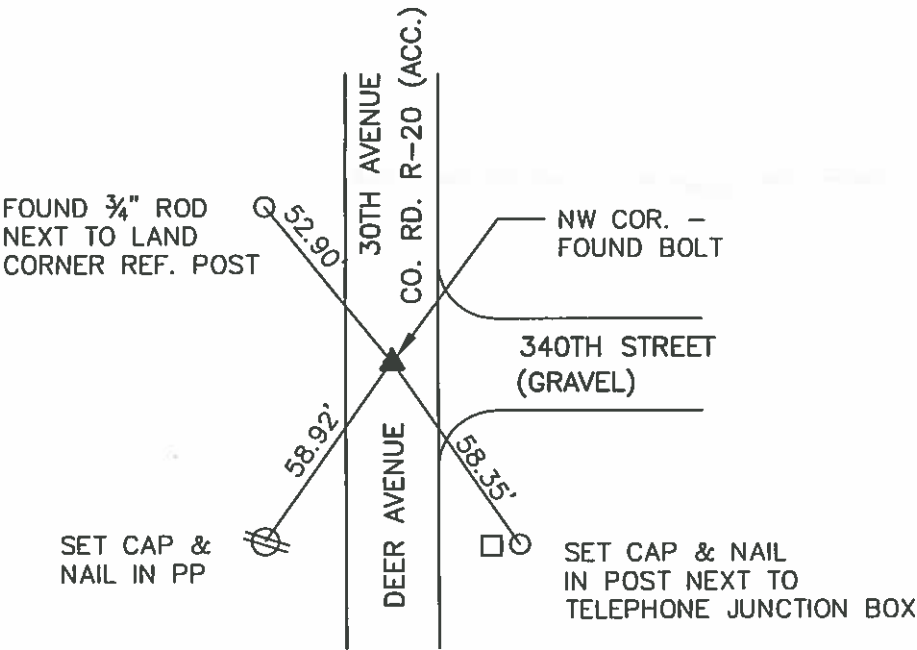 30TH AVENUE
CO. RD. R-20 (ACC.)
FOUND ¾" ROD
NEXT TO LAND
CORNER REF. POST
52.90'
NW COR. -
FOUND BOLT
340TH STREET
(GRAVEL)
58.92'
DEER AVENUE
58.35'
SET CAP &
NAIL IN PP
SET CAP & NAIL
IN POST NEXT TO
TELEPHONE JUNCTION BOX